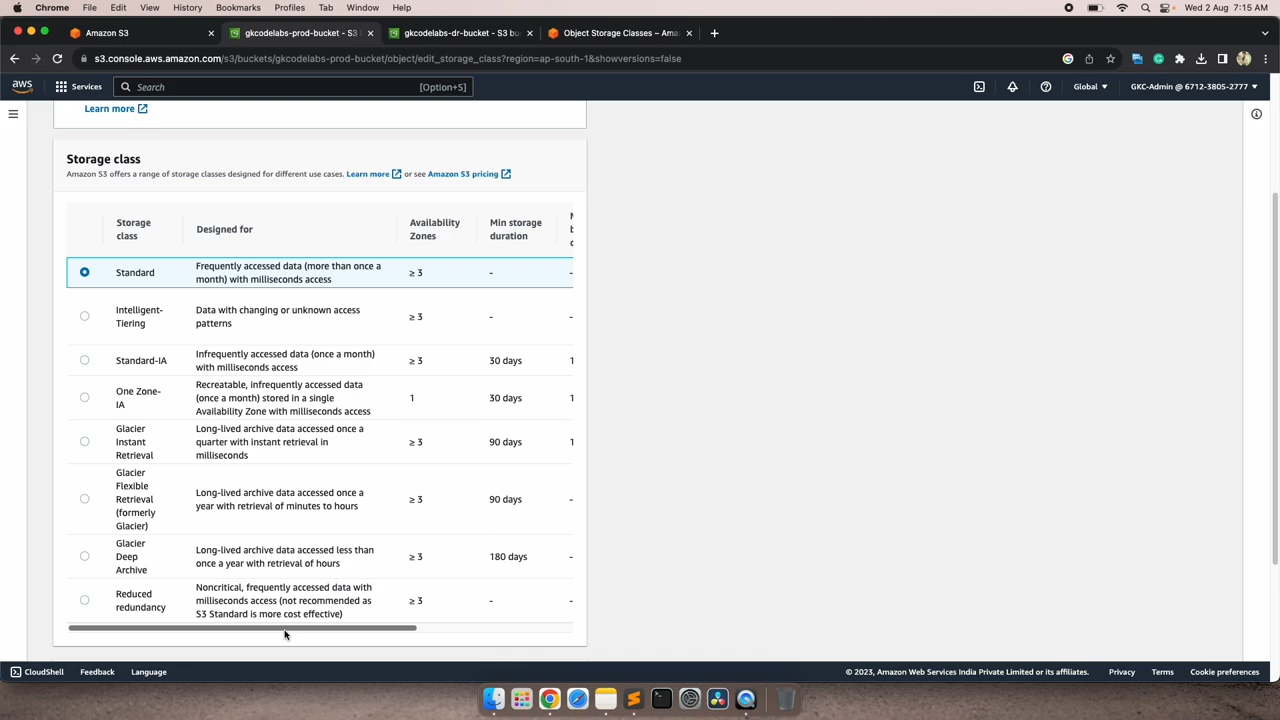 Chrome File Edit View History Bookmarks Profiles Tab Window Help Wed 2 Aug 7:15 AM
Amazon S3 gkcodelabs-prod-bucket - S3 gkcodelabs-dr-bucket - S3 bu Object Storage Classes – Ama
s3.console.aws.amazon.com/s3/buckets/gkcodelabs-prod-bucket/object/edit_storage_class?region=ap-south-1&showversions=false
aws Services Search [Option+S] Global GKC-Admin @ 6712-3805-2777
Learn more
Storage class
Amazon S3 offers a range of storage classes designed for different use cases. Learn more or see Amazon S3 pricing
Storage class Designed for Availability Zones Min storage duration
Standard Frequently accessed data (more than once a month) with milliseconds access ≥ 3 - -
Intelligent-Tiering Data with changing or unknown access patterns ≥ 3 - -
Standard-IA Infrequently accessed data (once a month) with milliseconds access ≥ 3 30 days 1
One Zone-IA Recreatable, infrequently accessed data (once a month) stored in a single Availability Zone with milliseconds access 1 30 days 1
Glacier Instant Retrieval Long-lived archive data accessed once a quarter with instant retrieval in milliseconds ≥ 3 90 days 1
Glacier Flexible Retrieval (formerly Glacier) Long-lived archive data accessed once a year with retrieval of minutes to hours ≥ 3 90 days -
Glacier Deep Archive Long-lived archive data accessed less than once a year with retrieval of hours ≥ 3 180 days -
Reduced redundancy Noncritical, frequently accessed data with milliseconds access (not recommended as S3 Standard is more cost effective) ≥ 3 - -
CloudShell Feedback Language © 2023, Amazon Web Services India Private Limited or its affiliates. Privacy Terms Cookie preferences